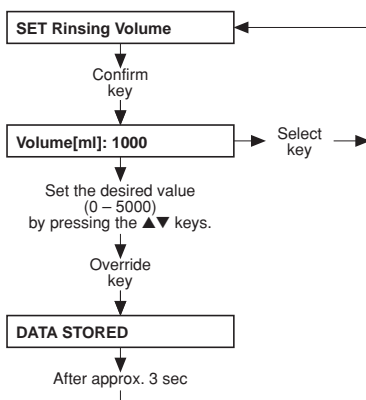 SET Rinsing Volume
Confirm
key
Volume[ml]: 1000
Select
key
Set the desired value
(0 – 5000)
by pressing the ▲▼ keys.
Override
key
DATA STORED
After approx. 3 sec